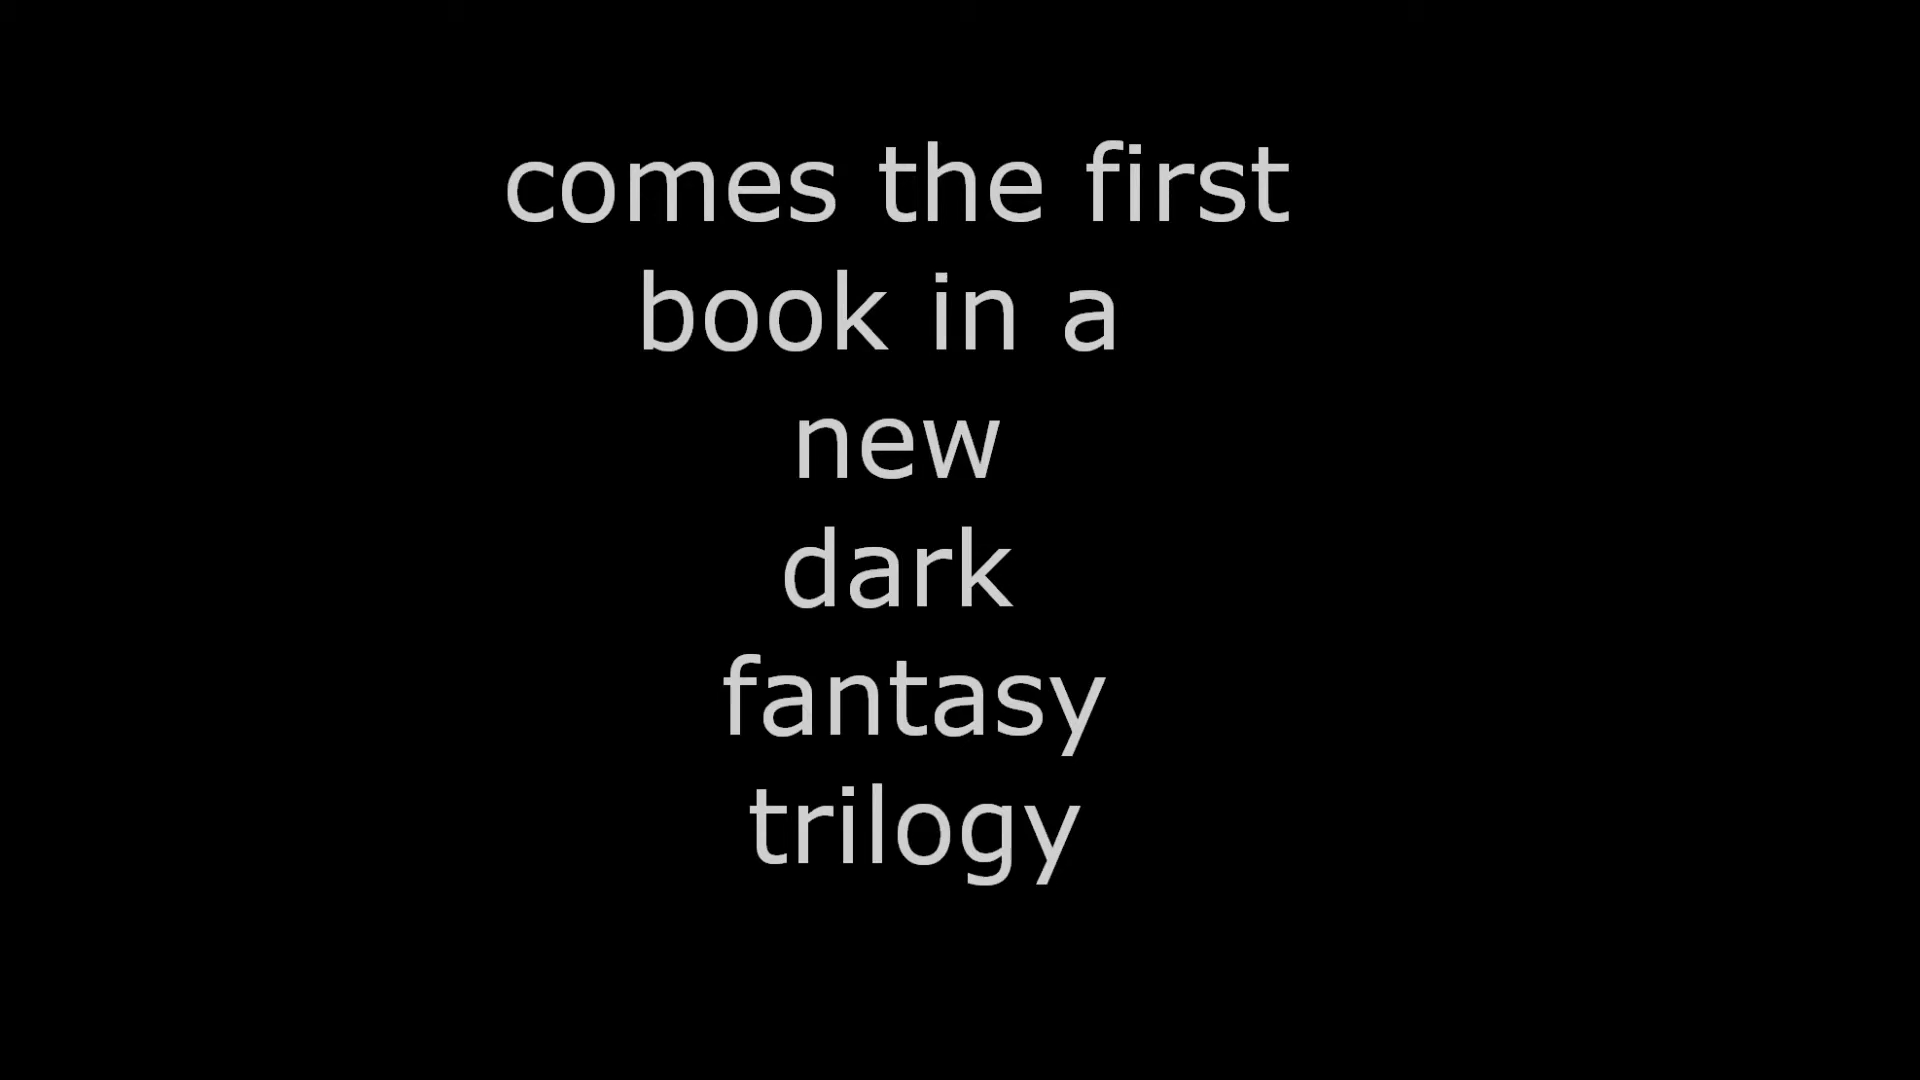 comes the first
book in a
new
dark
fantasy
trilogy